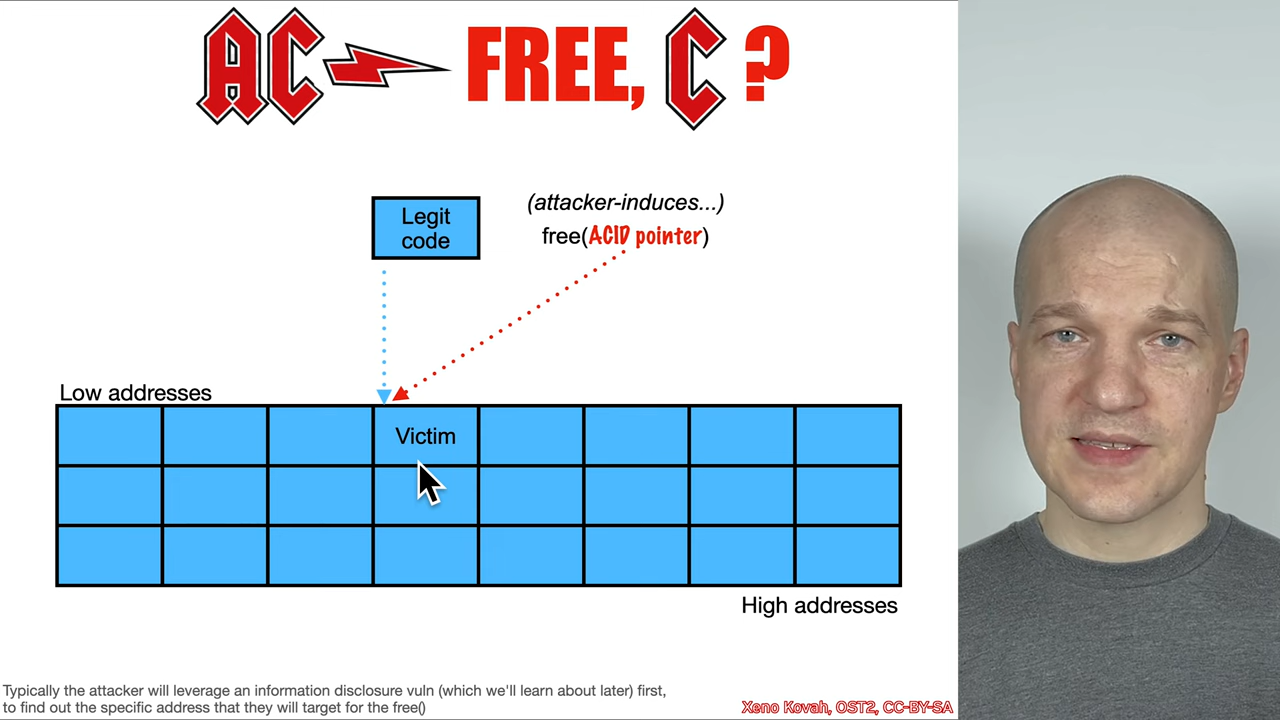 AC FREE, C ?
Legit
code
(attacker-induces...)
free(ACID pointer)
Low addresses
Victim
High addresses
Typically the attacker will leverage an information disclosure vuln (which we'll learn about later) first,
to find out the specific address that they will target for the free()
Xeno Kovah, OST2, CC-BY-SA